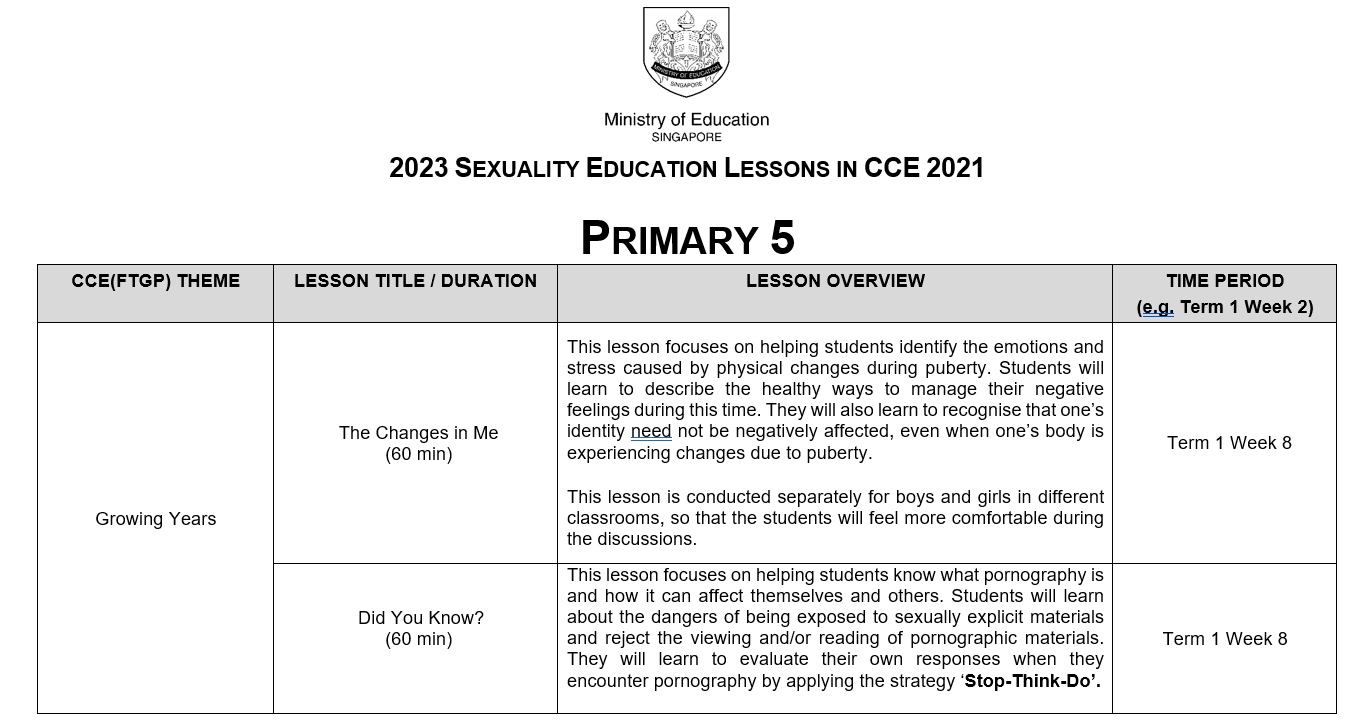 MINISTRY OF EDUCATION
SINGAPORE
Ministry of Education
SINGAPORE
2023 SEXUALITY EDUCATION LESSONS IN CCE 2021
PRIMARY 5
CCE(FTGP) THEME
LESSON TITLE / DURATION
LESSON OVERVIEW
TIME PERIOD
(e.g. Term 1 Week 2)
Growing Years
The Changes in Me
(60 min)
This lesson focuses on helping students identify the emotions and
stress caused by physical changes during puberty. Students will
learn to describe the healthy ways to manage their negative
feelings during this time. They will also learn to recognise that one’s
identity need not be negatively affected, even when one’s body is
experiencing changes due to puberty.
This lesson is conducted separately for boys and girls in different
classrooms, so that the students will feel more comfortable during
the discussions.
Term 1 Week 8
Did You Know?
(60 min)
This lesson focuses on helping students know what pornography is
and how it can affect themselves and others. Students will learn
about the dangers of being exposed to sexually explicit materials
and reject the viewing and/or reading of pornographic materials.
They will learn to evaluate their own responses when they
encounter pornography by applying the strategy ‘Stop-Think-Do’.
Term 1 Week 8